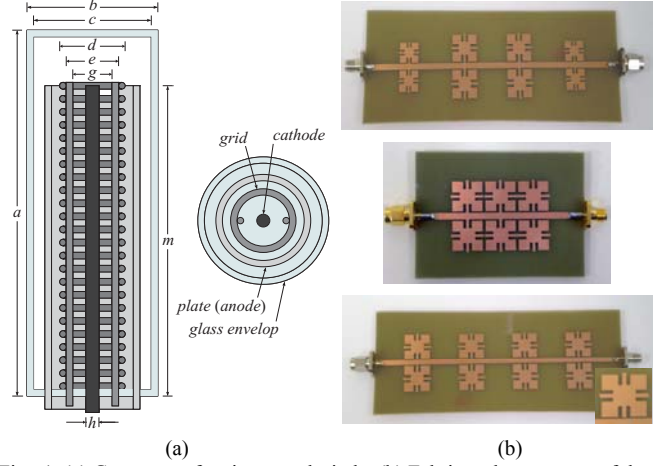 b
c
d
e
g
a
m
h
grid
cathode
plate (anode)
glass envelop
(a)
(b)